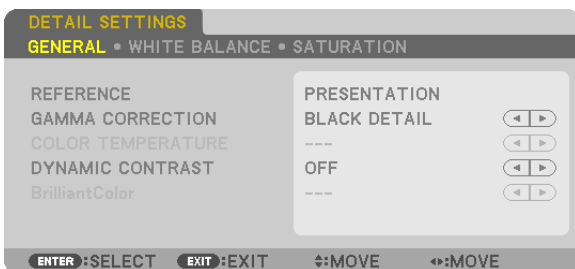 DETAIL SETTINGS
GENERAL • WHITE BALANCE • SATURATION
REFERENCE PRESENTATION
GAMMA CORRECTION BLACK DETAIL
COLOR TEMPERATURE ---
DYNAMIC CONTRAST OFF
BrilliantColor ---
ENTER :SELECT EXIT :EXIT :MOVE :MOVE